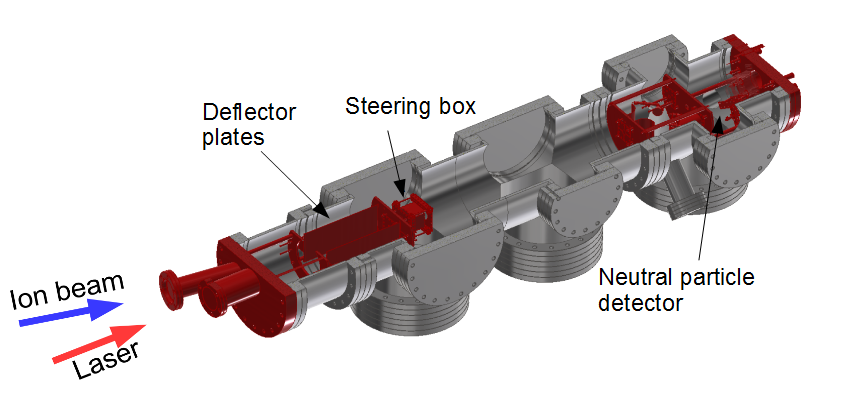 Deflector
plates
Steering box
Ion beam
Laser
Neutral particle
detector